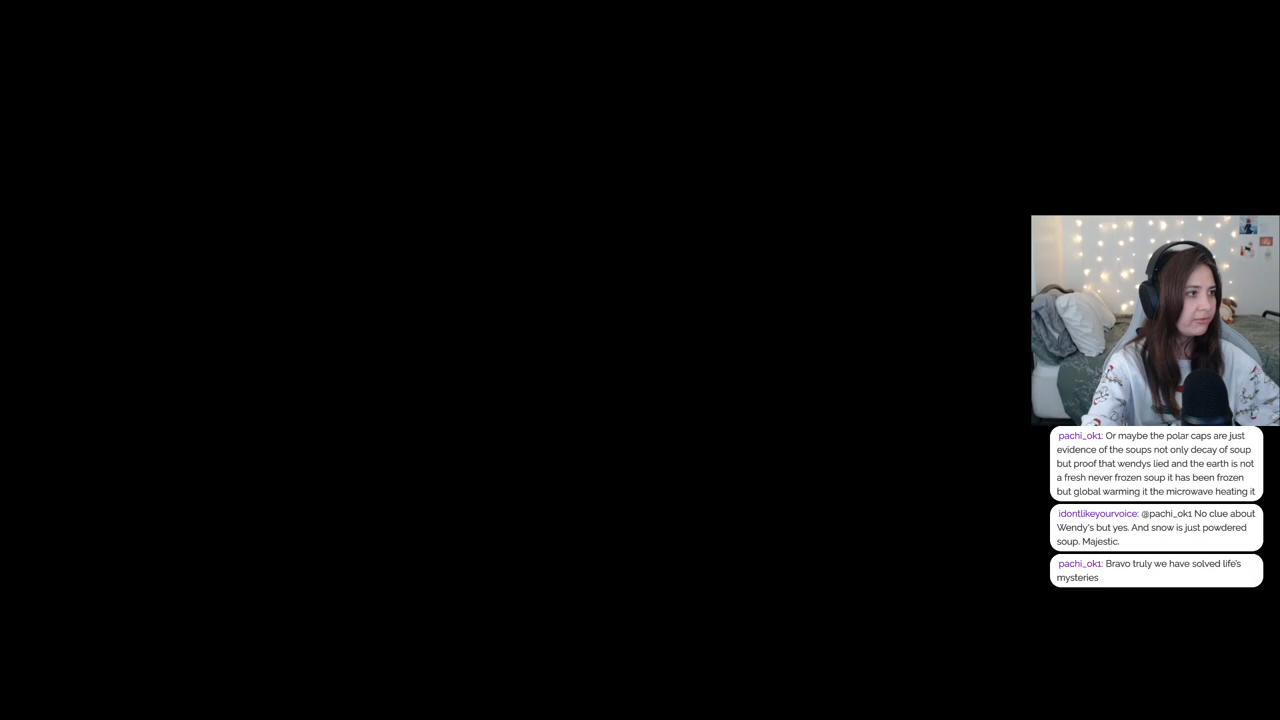 pachi_ok1: Or maybe the polar caps are just
evidence of the soups not only decay of soup
but proof that wendys lied and the earth is not
a fresh never frozen soup it has been frozen
but global warming it the microwave heating it
idontlikeyourvoice: @pachi_ok1 No clue about
Wendy's but yes. And snow is just powdered
soup. Majestic.
pachi_ok1: Bravo truly we have solved life's
mysteries